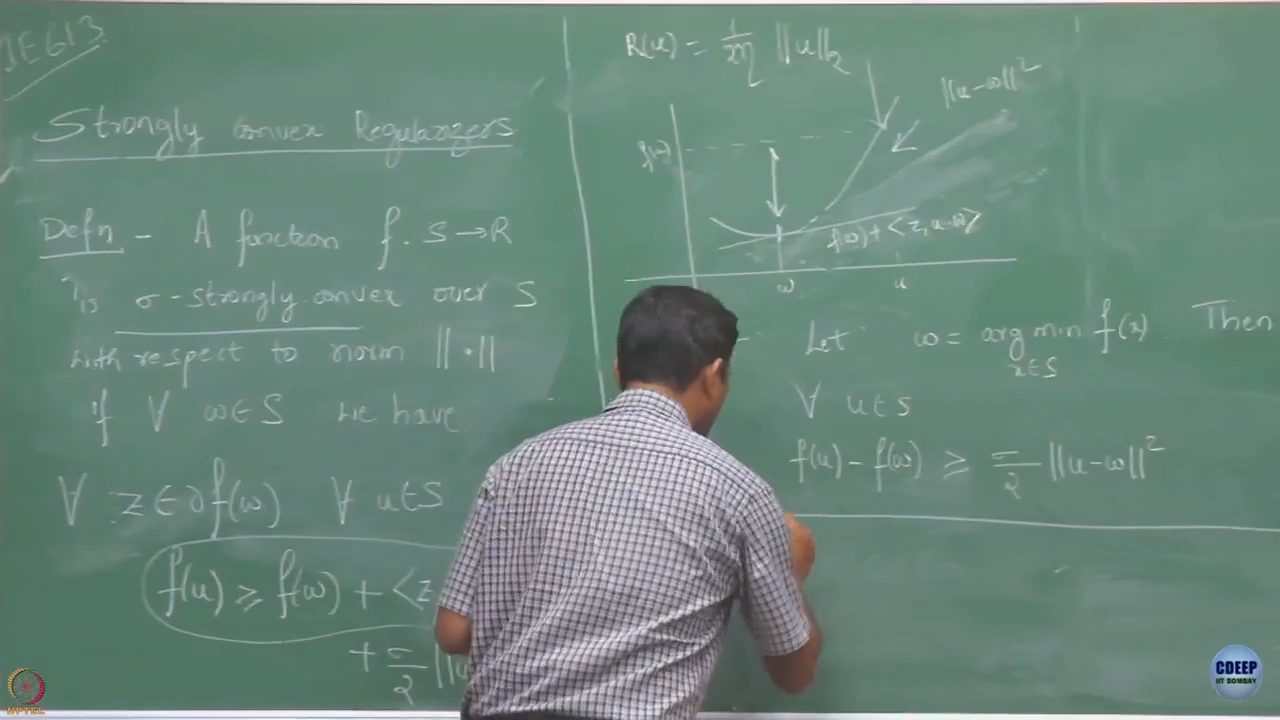 IE613
Strongly convex Regularizers
Defn - A function f: S→R
is σ-strongly convex over S
with respect to norm ||·||
if ∀ w∈S we have
∀ z∈∂f(w) ∀ u∈S
f(u) ≥ f(w) + <z
+ σ/2 ||u
R(u) = 1/2η ||u||₂
||u-w||²
f(w)+<z, u-w>
w u
Let w = arg min f(x) Then
x∈S
∀ u∈S
f(u) - f(w) ≥ σ/2 ||u-w||²
NPTEL
CDEEP
IIT BOMBAY